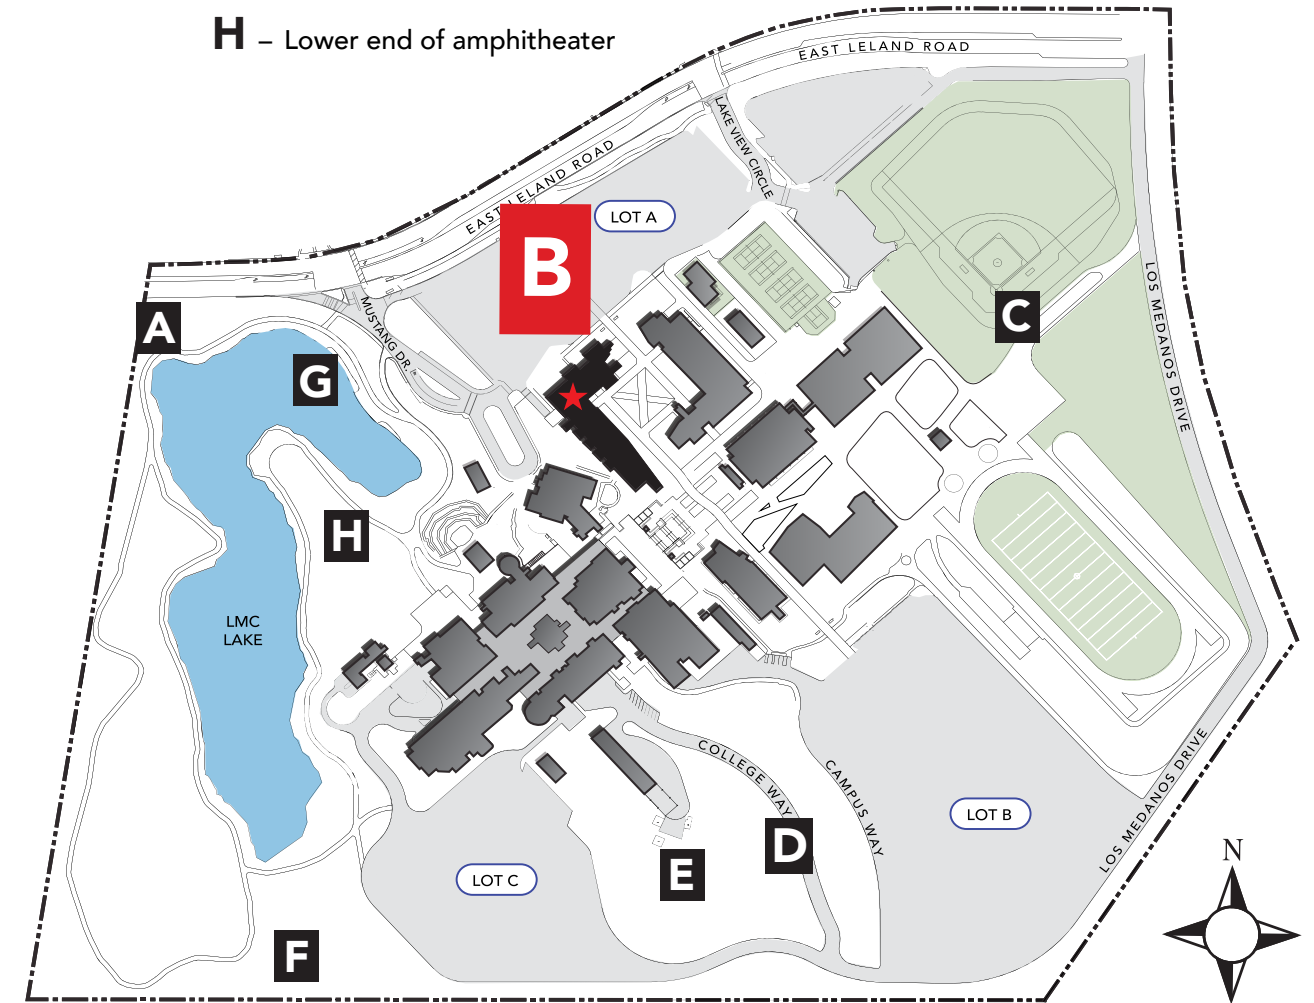 H – Lower end of amphitheater
EAST LELAND ROAD
LAKE VIEW CIRCLE
EAST LELAND ROAD
LOT A
B
LOS MEDANOS DRIVE
A
MUSTANG DR.
C
G
H
LMC
LAKE
COLLEGE WAY
CAMPUS WAY
LOS MEDANOS DRIVE
LOT B
D
E
LOT C
N
F